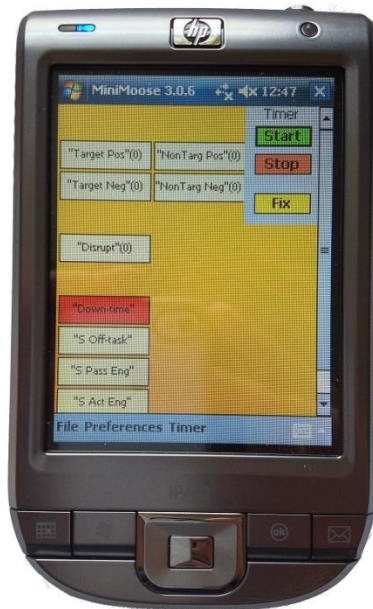 hp
MiniMoose 3.0.6 12:47
Timer
Start
Stop
Fix
"Target Pos"(0) "NonTarg Pos"(0)
"Target Neg"(0) "NonTarg Neg"(0)
"Disrupt"(0)
"Down-time"
"S Off-task"
"S Pass Eng"
"S Act Eng"
File Preferences Timer
iPAQ
ok